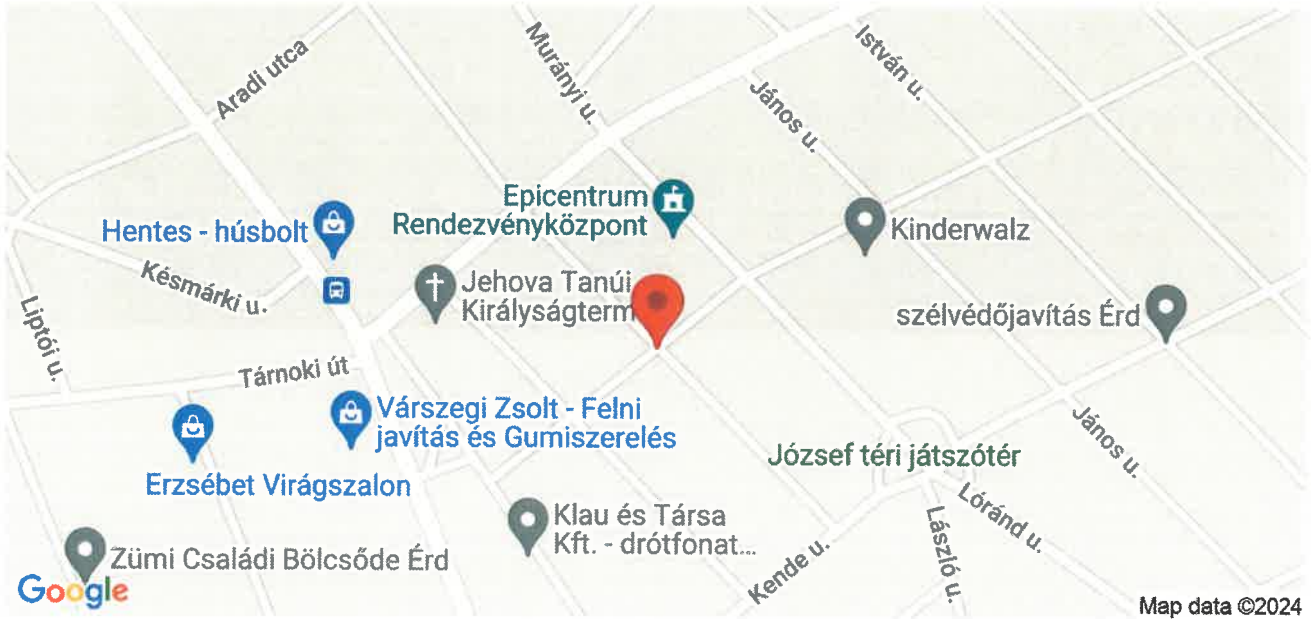 Aradi utca
Murányi u.
János u.
István u.
Epicentrum
Rendezvényközpont
Hentes - húsbolt
Kinderwalz
Késmárki u.
Jehova Tanúi
Királyságterm
Liptói u.
szélvédőjavítás Érd
Tárnoki út
Várszegi Zsolt - Felni
javítás és Gumiszerelés
János u.
József téri játszótér
Erzsébet Virágszalon
Lóránd u.
László u.
Klau és Társa
Kft. - drótfonat...
Kende u.
Zümi Családi Bölcsőde Érd
Google
Map data ©2024